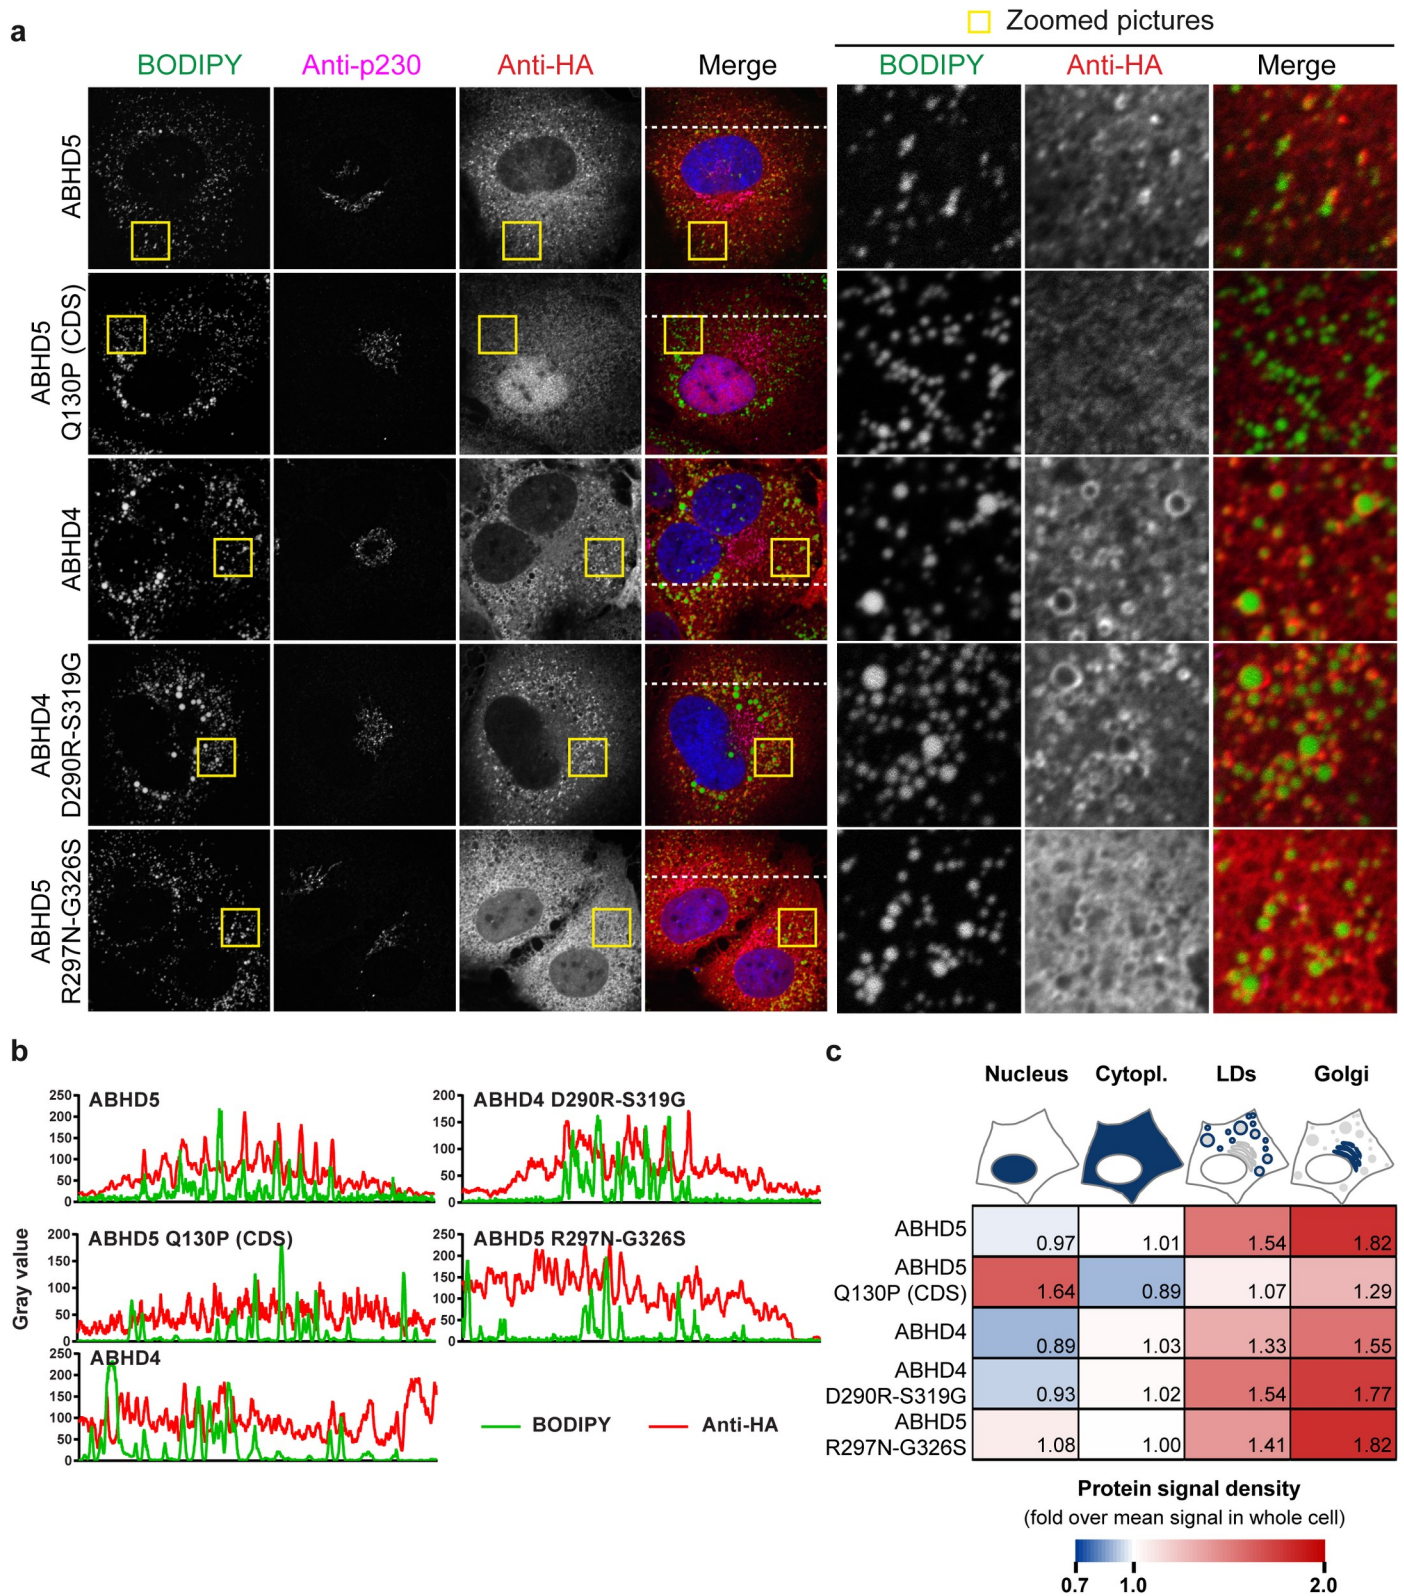 a
Zoomed pictures
BODIPY Anti-p230 Anti-HA Merge BODIPY Anti-HA Merge
ABHD5
ABHD5
Q130P (CDS)
ABHD4
ABHD4
D290R-S319G
ABHD5
R297N-G326S
b
Gray value
ABHD5
250
200
150
100
50
0
ABHD4 D290R-S319G
200
150
100
50
0
ABHD5 Q130P (CDS)
200
150
100
50
0
ABHD5 R297N-G326S
250
200
150
100
50
0
ABHD4
250
200
150
100
50
0
BODIPY Anti-HA
c
Nucleus Cytopl. LDs Golgi
ABHD5 0.97 1.01 1.54 1.82
ABHD5
Q130P (CDS) 1.64 0.89 1.07 1.29
ABHD4 0.89 1.03 1.33 1.55
ABHD4
D290R-S319G 0.93 1.02 1.54 1.77
ABHD5
R297N-G326S 1.08 1.00 1.41 1.82
Protein signal density
(fold over mean signal in whole cell)
0.7 1.0 2.0